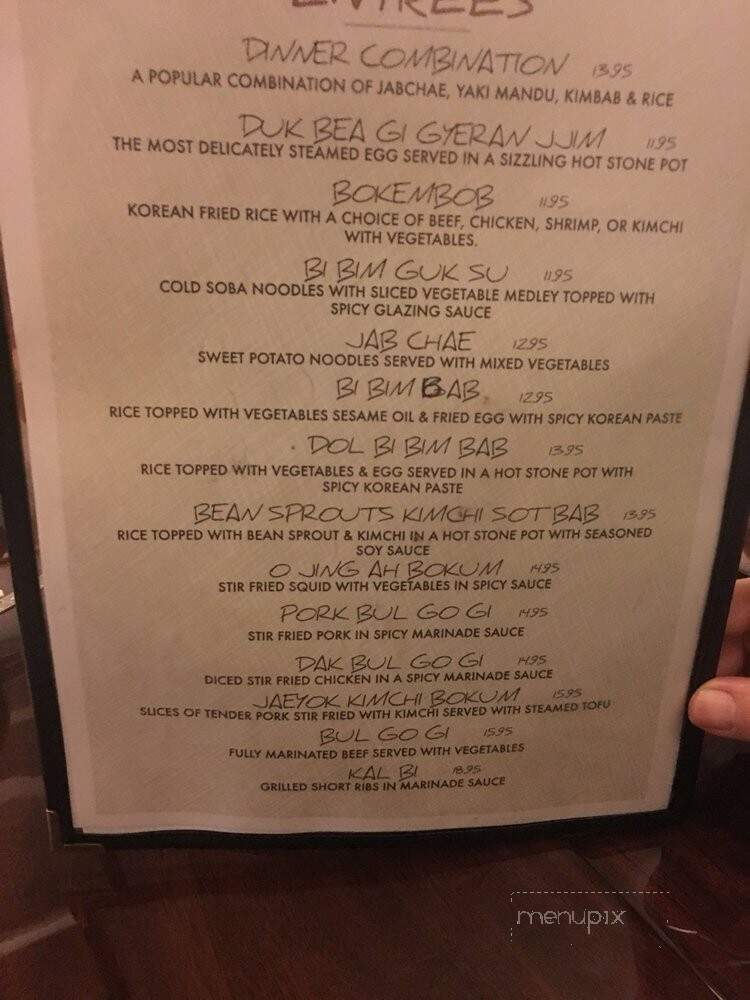 ENTREES
DINNER COMBINATION 13.95
A POPULAR COMBINATION OF JABCHAE, YAKI MANDU, KIMBAB & RICE
DUK BEA GI GYERAN JJIM 11.95
THE MOST DELICATELY STEAMED EGG SERVED IN A SIZZLING HOT STONE POT
BOKEMBOB 11.95
KOREAN FRIED RICE WITH A CHOICE OF BEEF, CHICKEN, SHRIMP, OR KIMCHI
WITH VEGETABLES.
BI BIM GUK SU 11.95
COLD SOBA NOODLES WITH SLICED VEGETABLE MEDLEY TOPPED WITH
SPICY GLAZING SAUCE
JAB CHAE 12.95
SWEET POTATO NOODLES SERVED WITH MIXED VEGETABLES
BI BIM BAB 12.95
RICE TOPPED WITH VEGETABLES SESAME OIL & FRIED EGG WITH SPICY KOREAN PASTE
DOL BI BIM BAB 13.95
RICE TOPPED WITH VEGETABLES & EGG SERVED IN A HOT STONE POT WITH
SPICY KOREAN PASTE
BEAN SPROUTS KIMCHI SOT BAB 13.95
RICE TOPPED WITH BEAN SPROUT & KIMCHI IN A HOT STONE POT WITH SEASONED
SOY SAUCE
O JING AH BOKUM 14.95
STIR FRIED SQUID WITH VEGETABLES IN SPICY SAUCE
PORK BUL GO GI 14.95
STIR FRIED PORK IN SPICY MARINADE SAUCE
DAK BUL GO GI 14.95
DICED STIR FRIED CHICKEN IN A SPICY MARINADE SAUCE
JAEYOK KIMCHI BOKUM 15.95
SLICES OF TENDER PORK STIR FRIED WITH KIMCHI SERVED WITH STEAMED TOFU
BUL GO GI 15.95
FULLY MARINATED BEEF SERVED WITH VEGETABLES
KAL BI 18.95
GRILLED SHORT RIBS IN MARINADE SAUCE
menupix